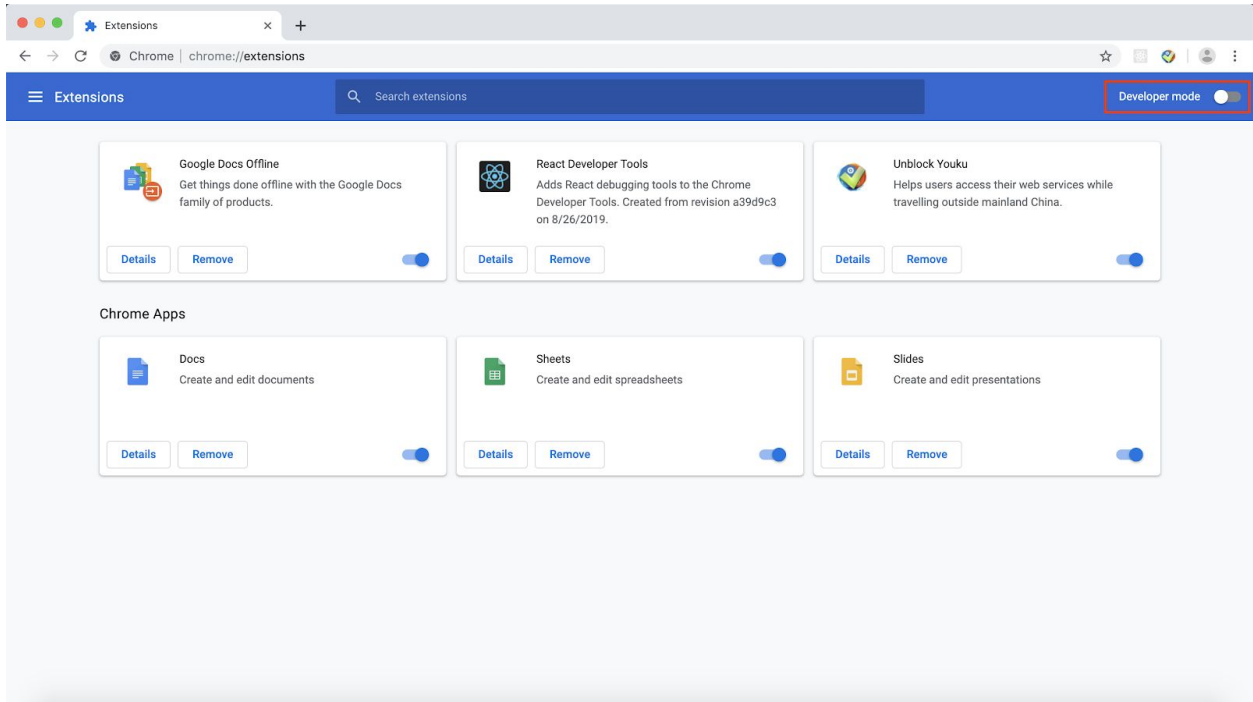 Extensions
Chrome | chrome://extensions
Extensions
Search extensions
Developer mode
Google Docs Offline
Get things done offline with the Google Docs
family of products.
Details
Remove
React Developer Tools
Adds React debugging tools to the Chrome
Developer Tools. Created from revision a39d9c3
on 8/26/2019.
Details
Remove
Unblock Youku
Helps users access their web services while
travelling outside mainland China.
Details
Remove
Chrome Apps
Docs
Create and edit documents
Details
Remove
Sheets
Create and edit spreadsheets
Details
Remove
Slides
Create and edit presentations
Details
Remove